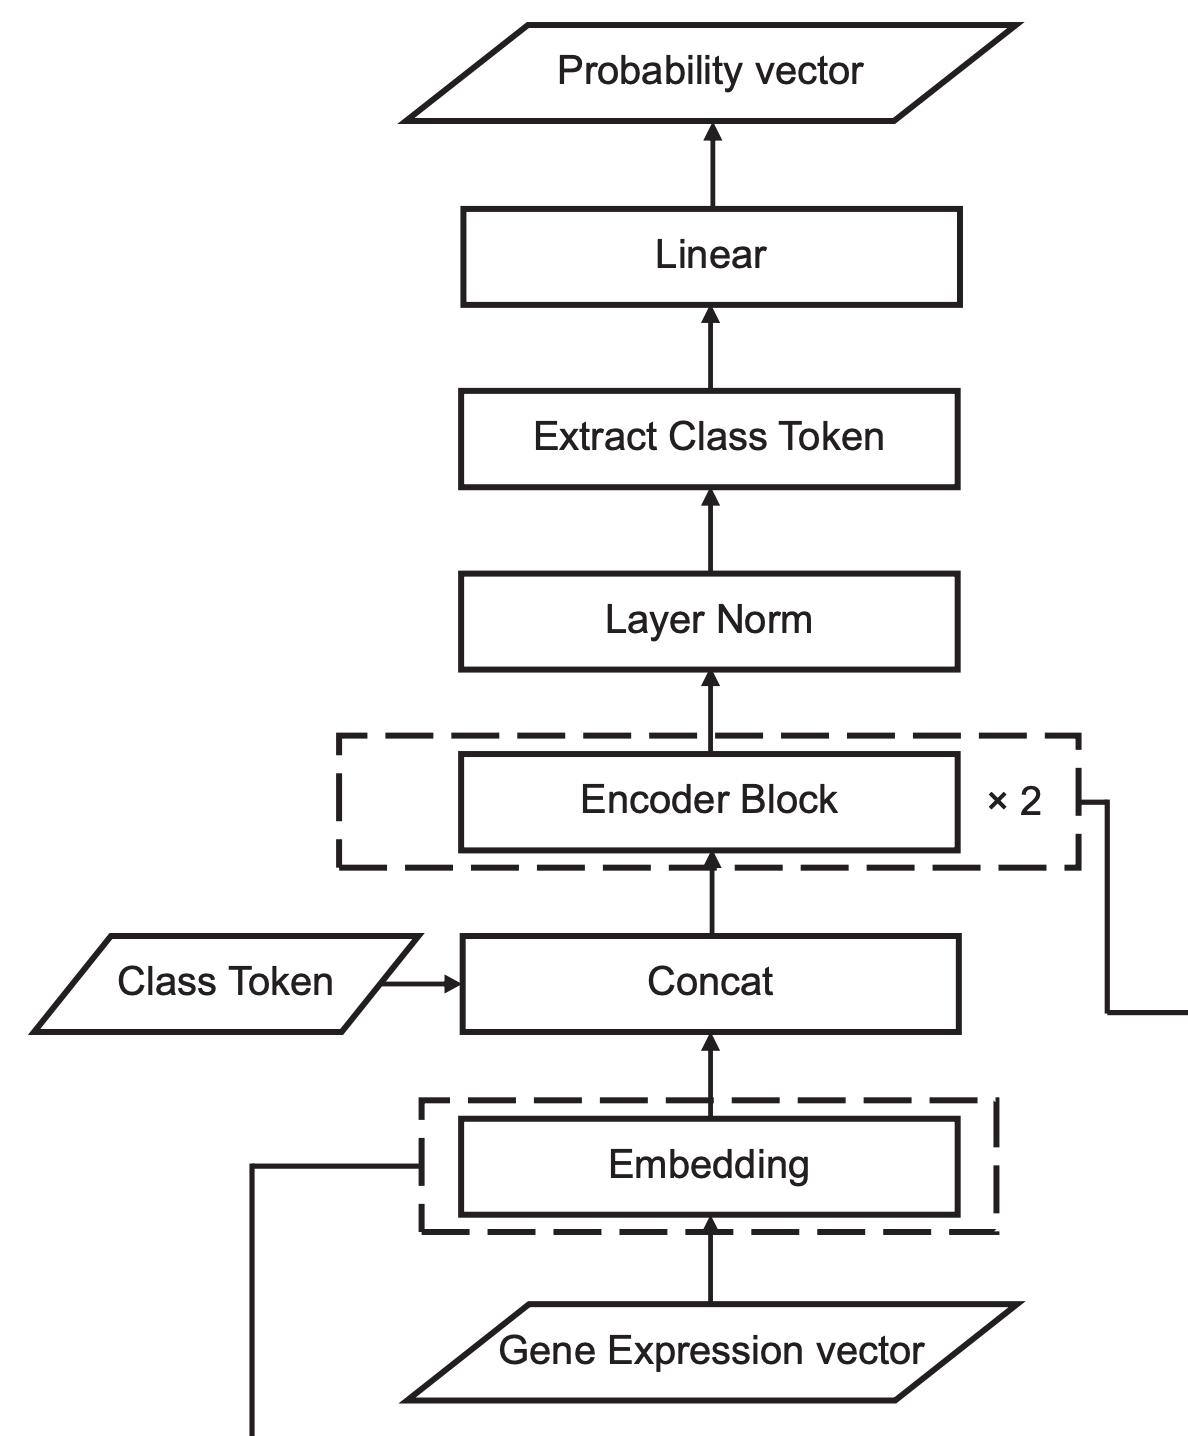 Probability vector
Linear
Extract Class Token
Layer Norm
Encoder Block × 2
Class Token
Concat
Embedding
Gene Expression vector